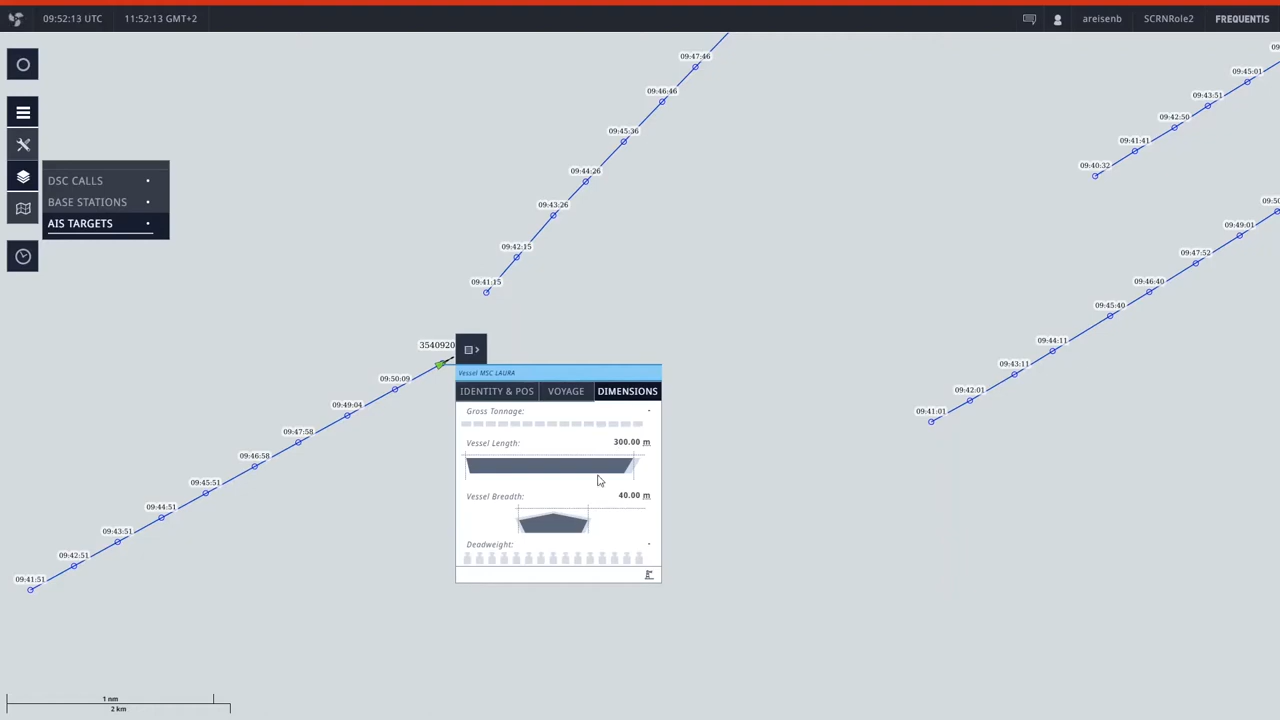 09:52:13 UTC
11:52:13 GMT+2
areisenb
SCRNRole2
FREQUENTIS
09:47:46
09:46:46
09:45:36
09:44:26
09:43:26
09:42:15
09:41:15
09:45:01
09:43:51
09:42:50
09:41:41
09:40:32
DSC CALLS
BASE STATIONS
AIS TARGETS
09:49:01
09:47:52
09:46:40
09:45:40
09:44:11
09:43:11
09:42:01
09:41:01
3540920
09:50:09
09:49:04
09:47:58
09:46:58
09:45:51
09:44:51
09:43:51
09:42:51
09:41:51
Vessel MSC LAURA
IDENTITY & POS
VOYAGE
DIMENSIONS
Gross Tonnage: -
Vessel Length: 300.00 m
Vessel Breadth: 40.00 m
Deadweight: -
1 nm
2 km